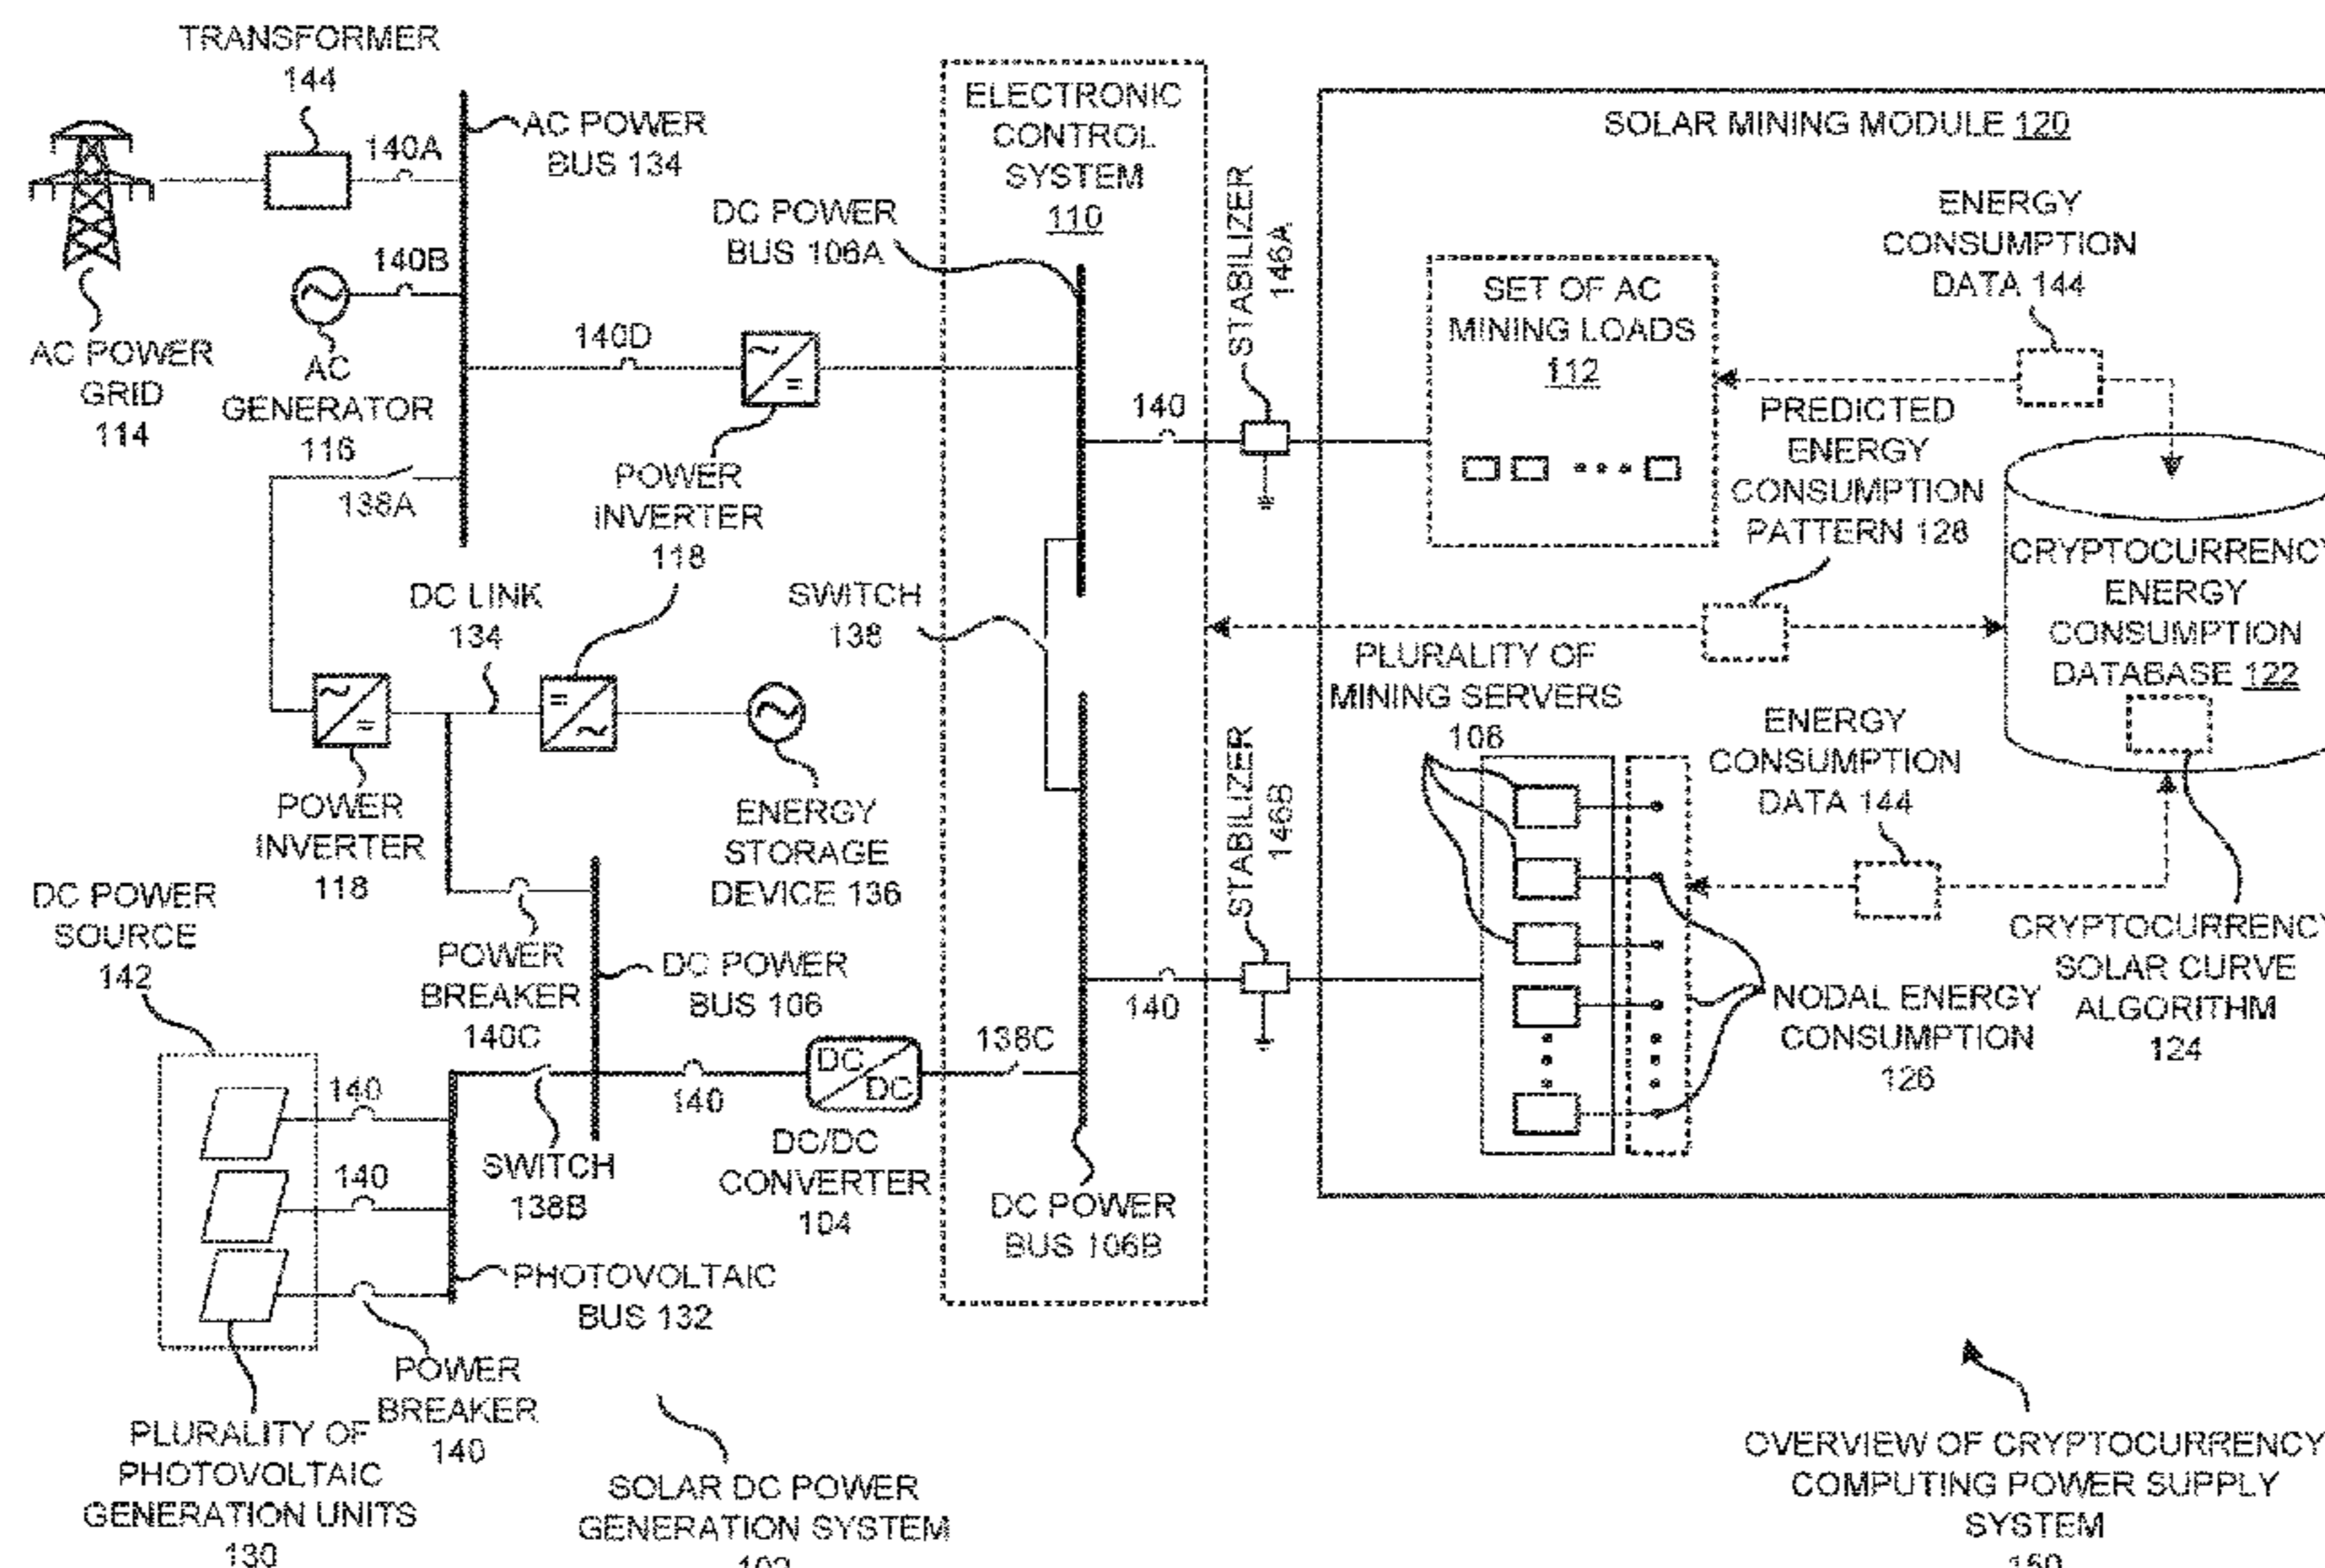 TRANSFORMER
144
140A
AC POWER
BUS 134
140B
AC POWER
GRID
114
AC
GENERATOR
116
138A
140D
POWER
INVERTER
118
DC LINK
134
POWER
INVERTER
118
ENERGY
STORAGE
DEVICE 136
DC POWER
SOURCE
142
POWER
BREAKER
140C
DC POWER
BUS 106
140
140
SWITCH
138B
140
DC
DC
DC/DC
CONVERTER
104
PHOTOVOLTAIC
BUS 132
POWER
BREAKER
140
PLURALITY OF
PHOTOVOLTAIC
GENERATION UNITS
130
SOLAR DC POWER
GENERATION SYSTEM
ELECTRONIC
CONTROL
SYSTEM
110
DC POWER
BUS 106A
SWITCH
138
138C
DC POWER
BUS 106B
140
140
STABILIZER
146A
STABILIZER
146B
SOLAR MINING MODULE 120
SET OF AC
MINING LOADS
112
ENERGY
CONSUMPTION
DATA 144
PREDICTED
ENERGY
CONSUMPTION
PATTERN 128
CRYPTOCURRENCY
ENERGY
CONSUMPTION
DATABASE 122
PLURALITY OF
MINING SERVERS
108
ENERGY
CONSUMPTION
DATA 144
NODAL ENERGY
CONSUMPTION
126
CRYPTOCURRENCY
SOLAR CURVE
ALGORITHM
124
OVERVIEW OF CRYPTOCURRENCY
COMPUTING POWER SUPPLY
SYSTEM
150